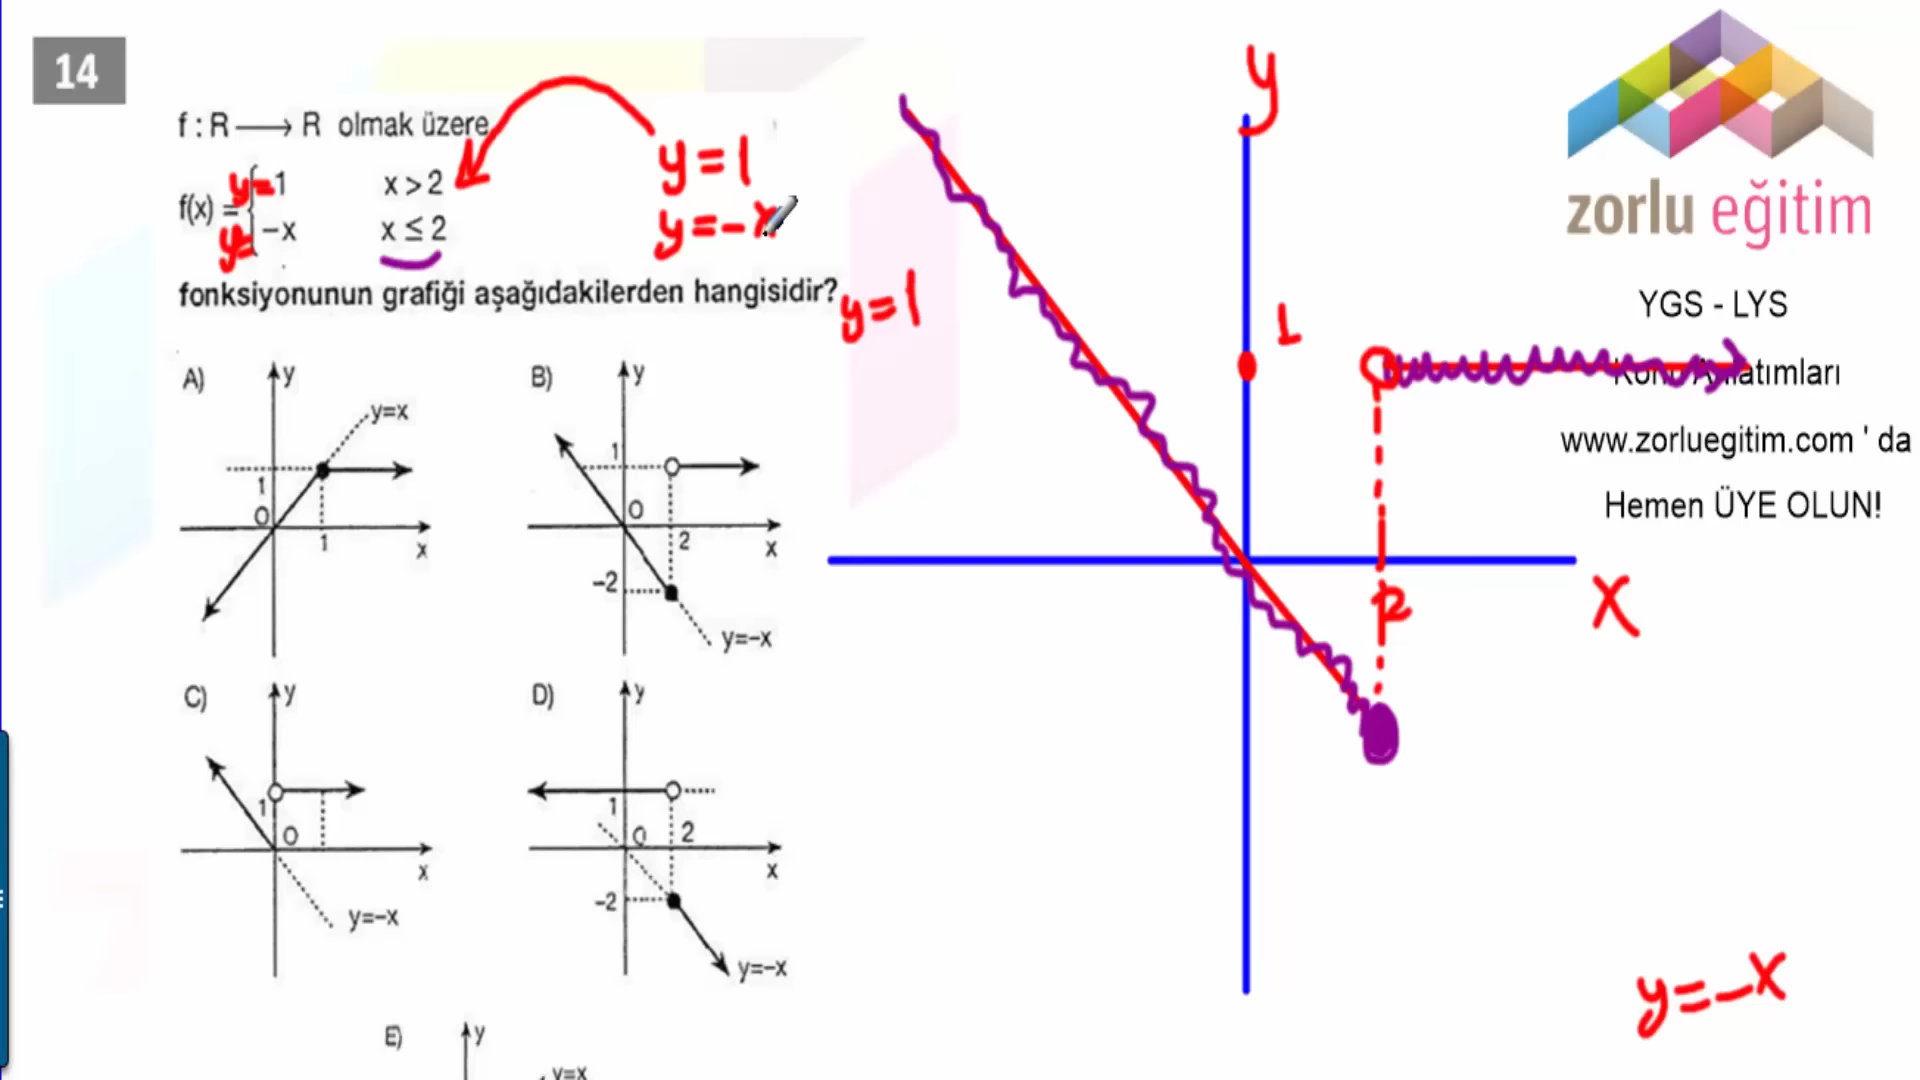 14
f : R ⟶ R olmak üzere
y=1
f(x) =
y= 1 x > 2
y= -x x ≤ 2
y=-x
fonksiyonunun grafiği aşağıdakilerden hangisidir?
y=1
A)
y
y=x
1
0
1
x
B)
y
1
0
2
x
-2
y=-x
C)
y
1
0
x
y=-x
D)
y
1
0
2
x
-2
y=-x
E)
y
y=x
y
1
2
x
y=-x
zorlu eğitim
YGS - LYS
Konu Anlatımları
www.zorluegitim.com ' da
Hemen ÜYE OLUN!